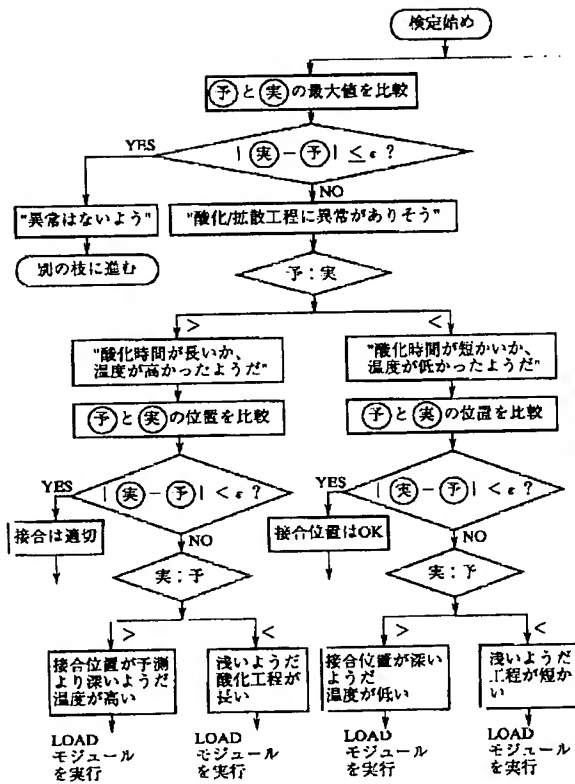 検定始め
予と実の最大値を比較
| 実 − 予 | ≤ ε ?
YES
NO
"異常はないよう"
"酸化/拡散工程に異常がありそう"
別の枝に進む
予:実
>
<
"酸化時間が長いか、
温度が高かったようだ"
"酸化時間が短かいか、
温度が低かったようだ"
予と実の位置を比較
予と実の位置を比較
YES
| 実 − 予 | < ε ?
YES
| 実 − 予 | < ε ?
接合は適切
NO
接合位置はOK
NO
実:予
実:予
>
<
>
<
接合位置が予測
より深いようだ
温度が高い
浅いようだ
酸化工程が
長い
接合位置が深い
ようだ
温度が低い
浅いようだ
工程が短か
い
LOAD
モジュール
を実行
LOAD
モジュール
を実行
LOAD
モジュール
を実行
LOAD
モジュール
を実行